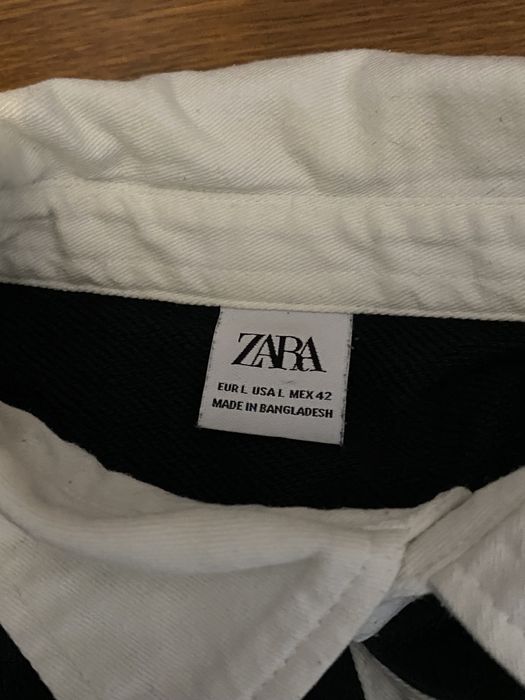 ZARA
EUR L USA L MEX 42
MADE IN BANGLADESH